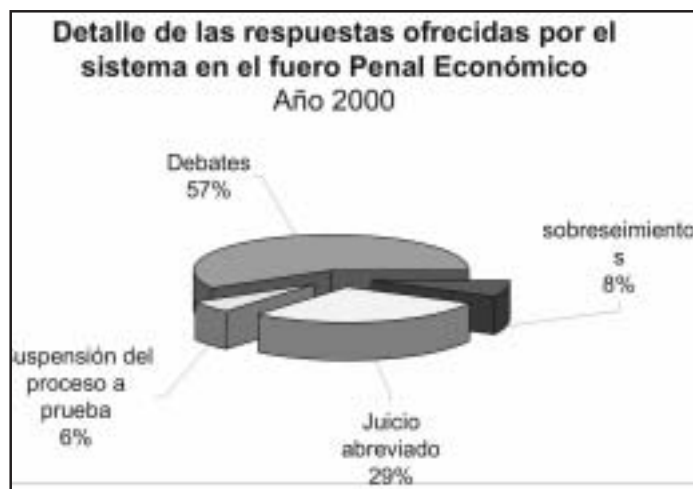 Detalle de las respuestas ofrecidas por el
sistema en el fuero Penal Económico
Año 2000
Debates
57%
sobreseimiento
s
8%
uspensión del
proceso a
prueba
6%
Juicio
abreviado
29%